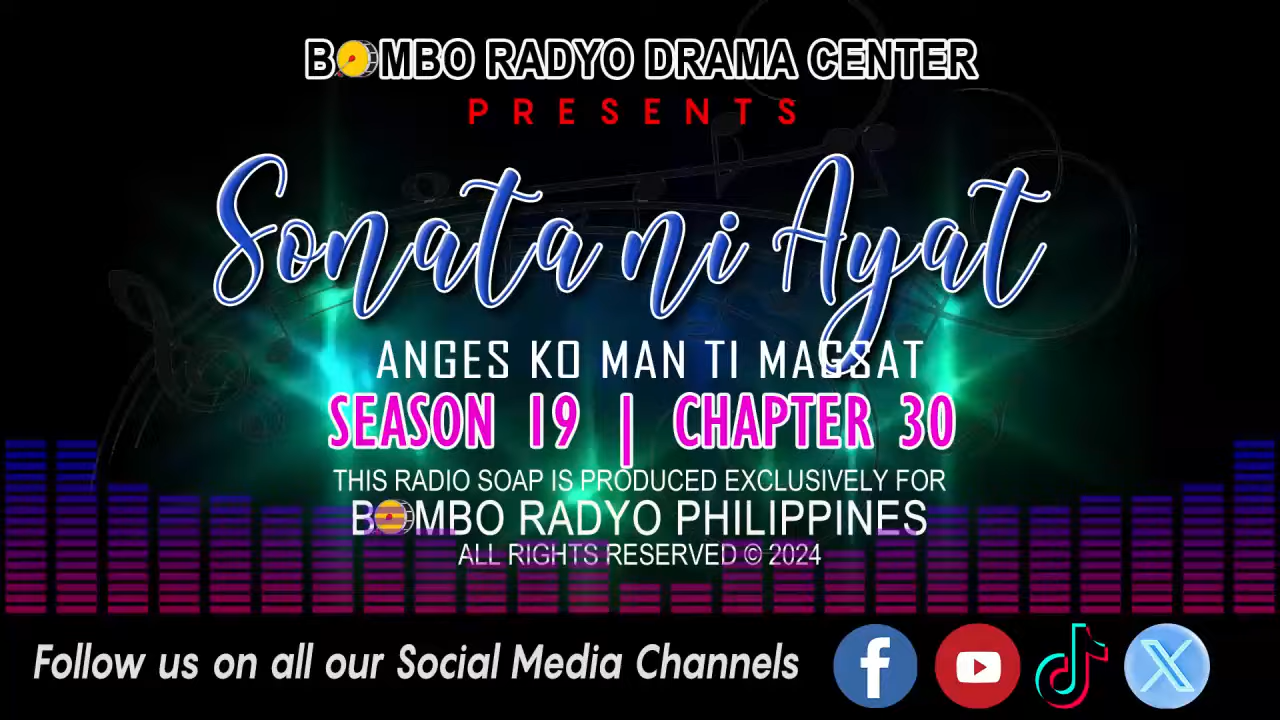 BOMBO RADYO DRAMA CENTER
PRESENTS
Sonata ni Ayat
ANGES KO MAN TI MAGSAT
SEASON 19 | CHAPTER 30
THIS RADIO SOAP IS PRODUCED EXCLUSIVELY FOR
BOMBO RADYO PHILIPPINES
ALL RIGHTS RESERVED © 2024
Follow us on all our Social Media Channels